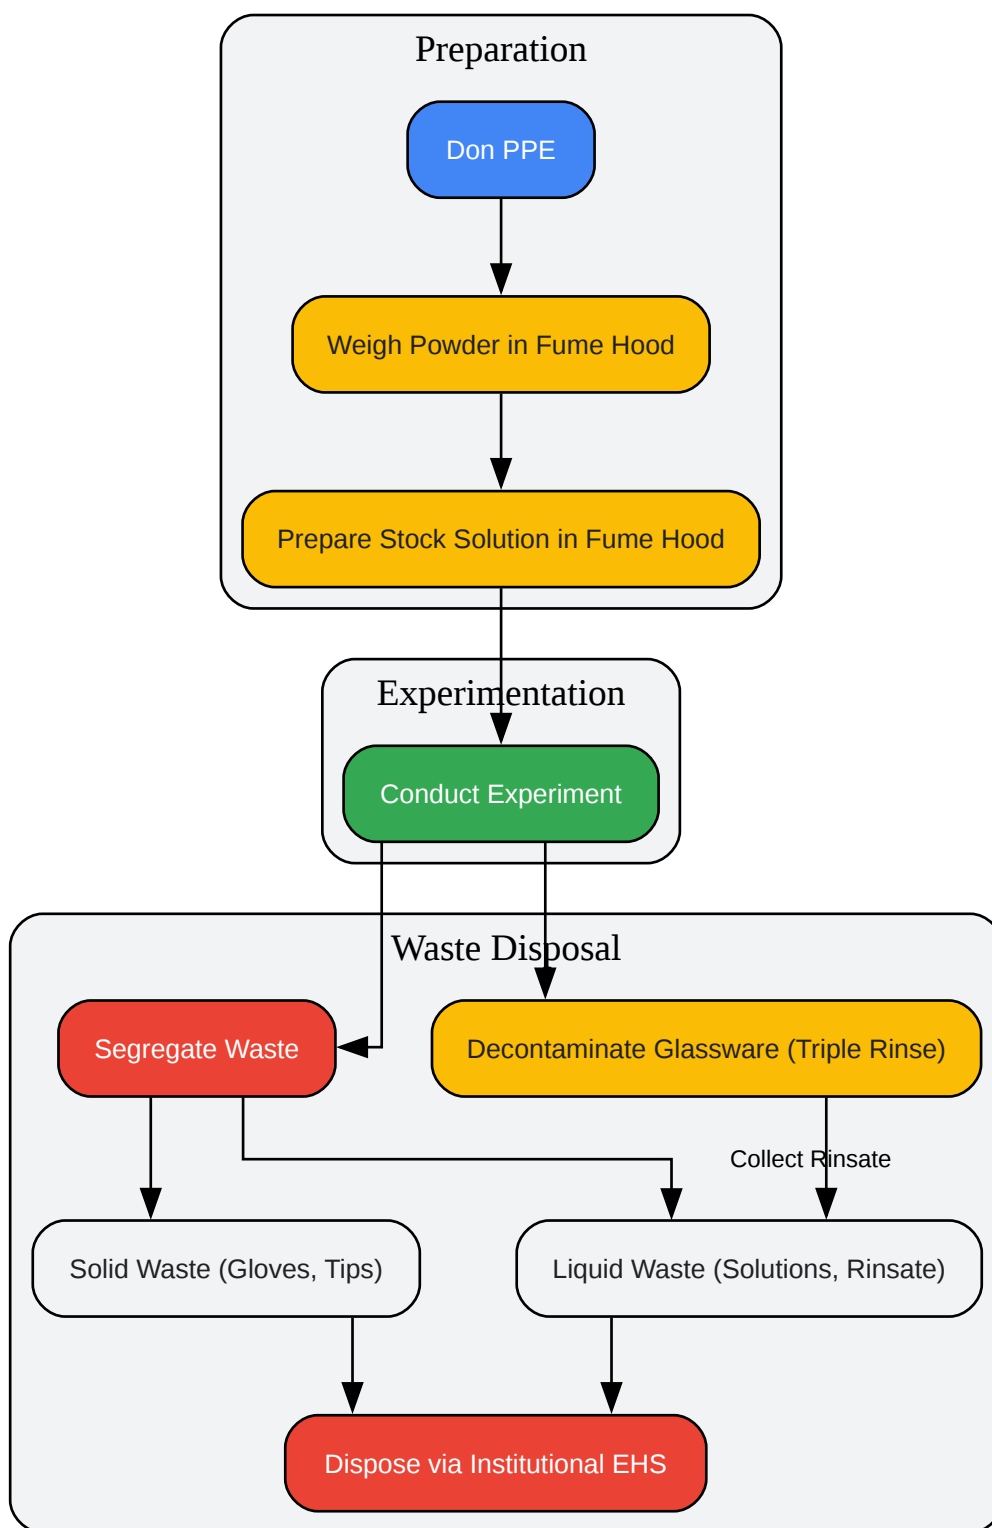 Preparation
Don PPE
Weigh Powder in Fume Hood
Prepare Stock Solution in Fume Hood
Experimentation
Conduct Experiment
Waste Disposal
Segregate Waste
Decontaminate Glassware (Triple Rinse)
Collect Rinsate
Solid Waste (Gloves, Tips)
Liquid Waste (Solutions, Rinsate)
Dispose via Institutional EHS